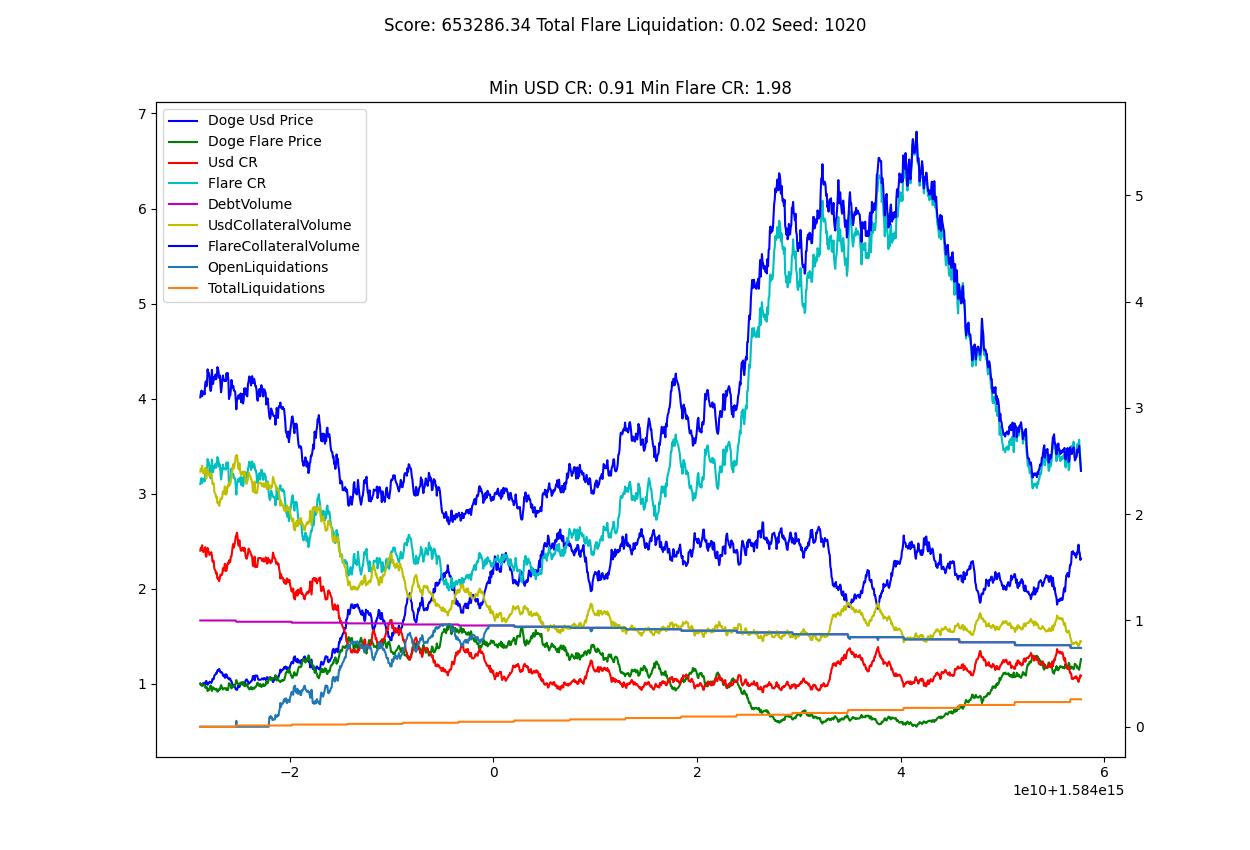 Score: 653286.34 Total Flare Liquidation: 0.02 Seed: 1020
Min USD CR: 0.91 Min Flare CR: 1.98
Doge Usd Price
Doge Flare Price
Usd CR
Flare CR
DebtVolume
UsdCollateralVolume
FlareCollateralVolume
OpenLiquidations
TotalLiquidations
7
6
5
4
3
2
1
5
4
3
2
1
0
−2
0
2
4
6
1e10+1.584e15